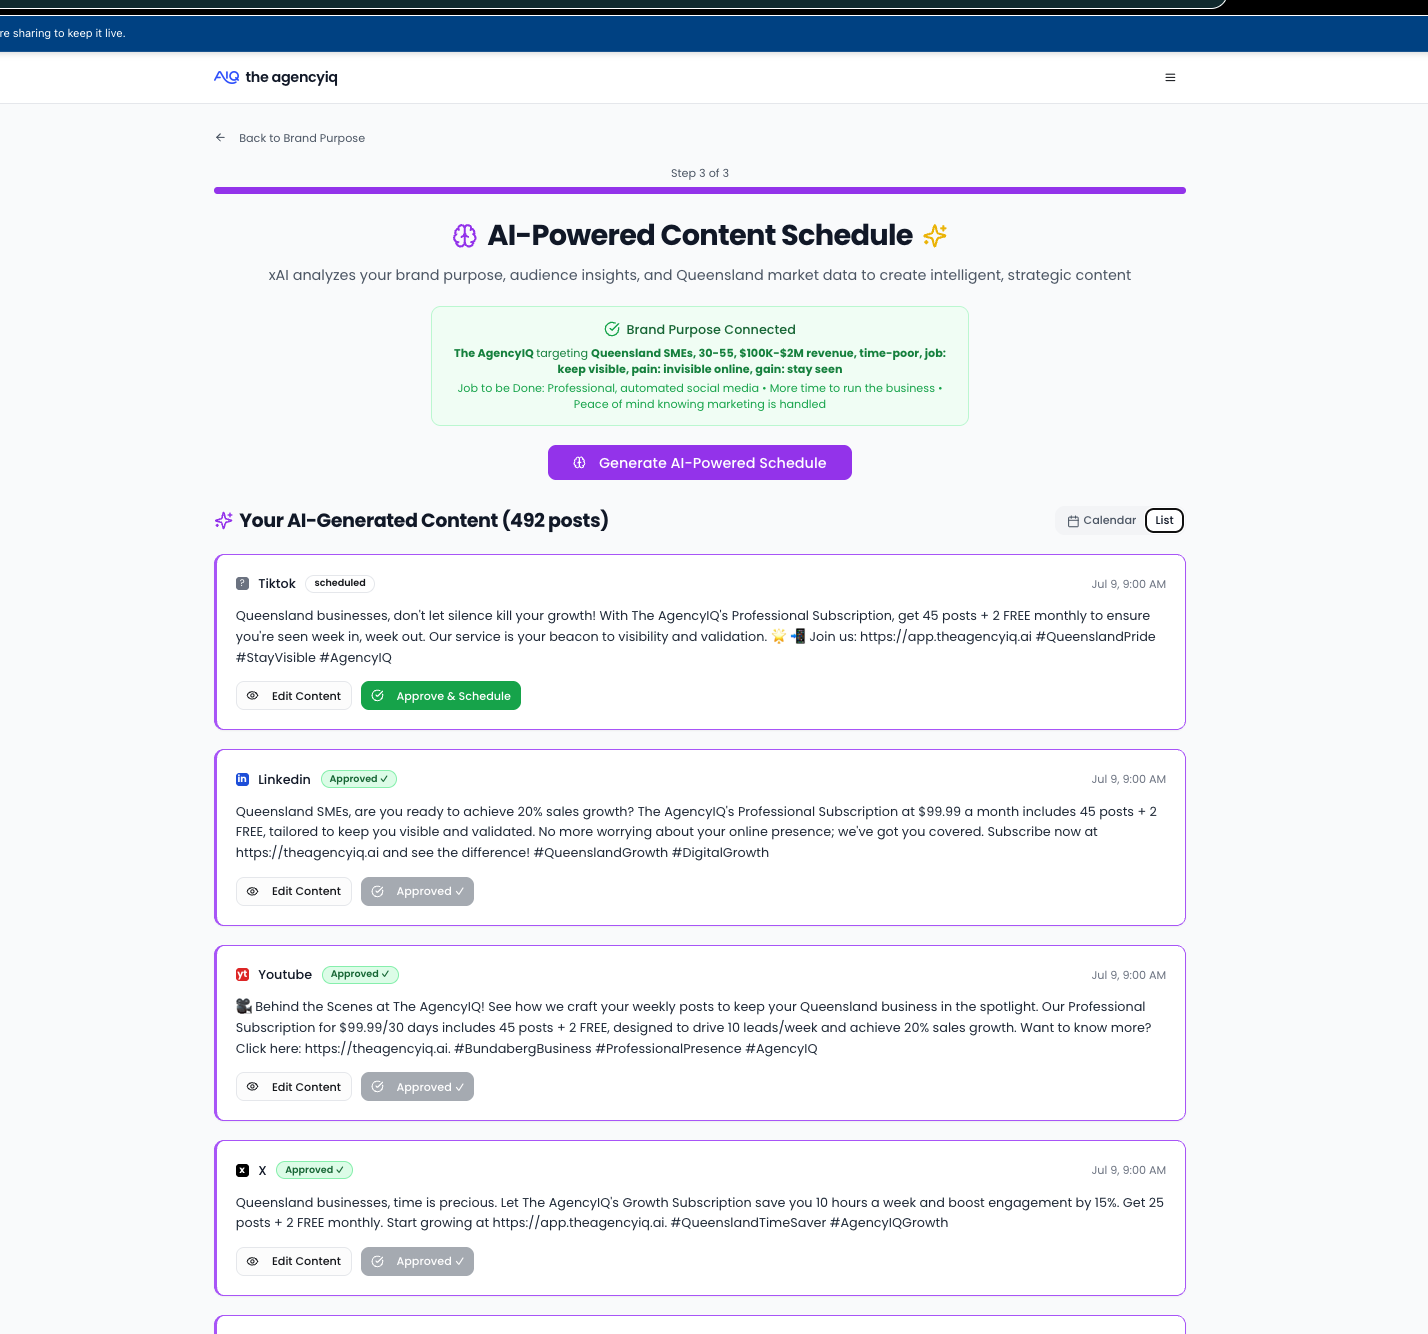 re sharing to keep it live.
AIQ the agencyiq
Back to Brand Purpose
Step 3 of 3
AI-Powered Content Schedule
xAI analyzes your brand purpose, audience insights, and Queensland market data to create intelligent, strategic content
Brand Purpose Connected
The AgencyIQ targeting Queensland SMEs, 30-55, $100K-$2M revenue, time-poor, job:
keep visible, pain: invisible online, gain: stay seen
Job to be Done: Professional, automated social media • More time to run the business •
Peace of mind knowing marketing is handled
Generate AI-Powered Schedule
Your AI-Generated Content (492 posts)
Calendar List
? Tiktok scheduled Jul 9, 9:00 AM
Queensland businesses, don't let silence kill your growth! With The AgencyIQ's Professional Subscription, get 45 posts + 2 FREE monthly to ensure
you're seen week in, week out. Our service is your beacon to visibility and validation. 🌟 📲 Join us: https://app.theagencyiq.ai #QueenslandPride
#StayVisible #AgencyIQ
Edit Content Approve & Schedule
in Linkedin Approved ✓ Jul 9, 9:00 AM
Queensland SMEs, are you ready to achieve 20% sales growth? The AgencyIQ's Professional Subscription at $99.99 a month includes 45 posts + 2
FREE, tailored to keep you visible and validated. No more worrying about your online presence; we've got you covered. Subscribe now at
https://theagencyiq.ai and see the difference! #QueenslandGrowth #DigitalGrowth
Edit Content Approved ✓
yt Youtube Approved ✓ Jul 9, 9:00 AM
🎥 Behind the Scenes at The AgencyIQ! See how we craft your weekly posts to keep your Queensland business in the spotlight. Our Professional
Subscription for $99.99/30 days includes 45 posts + 2 FREE, designed to drive 10 leads/week and achieve 20% sales growth. Want to know more?
Click here: https://theagencyiq.ai. #BundabergBusiness #ProfessionalPresence #AgencyIQ
Edit Content Approved ✓
x X Approved ✓ Jul 9, 9:00 AM
Queensland businesses, time is precious. Let The AgencyIQ's Growth Subscription save you 10 hours a week and boost engagement by 15%. Get 25
posts + 2 FREE monthly. Start growing at https://app.theagencyiq.ai. #QueenslandTimeSaver #AgencyIQGrowth
Edit Content Approved ✓